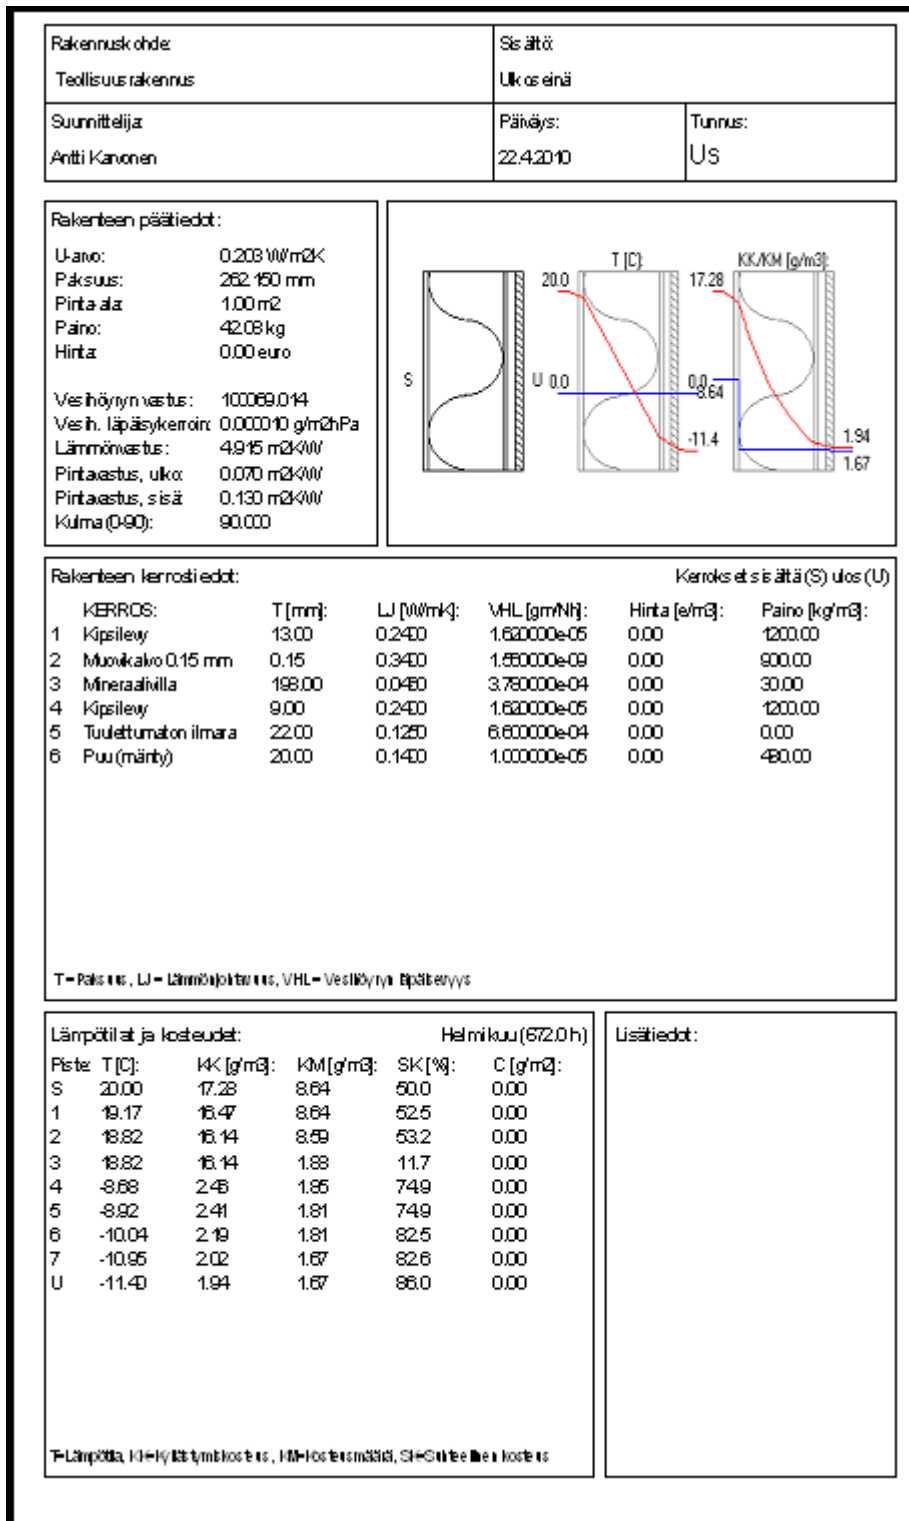 Rakennuskohde:
Sisältö:
Teollisuusrakennus
Ulkoseinä
Suunnittelija:
Päiväys:
Tunnus:
Antti Karvonen
22.4.2010
Us
Rakenteen päätiedot:
U-arvo: 0.203 W/m2K
Paksuus: 262.150 mm
Pinta-ala: 1.00 m2
Paino: 42.08 kg
Hinta: 0.00 euro
Vesihöyryn vastus: 100069.014
Vesih. läpäisykerroin: 0.000010 g/m2hPa
Lämmönvastus: 4.915 m2K/W
Pintavastus, ulko: 0.070 m2K/W
Pintavastus, sisä: 0.130 m2K/W
Kulma (0-90): 90.000
T [C]:
KK/KM [g/m3]:
20.0
17.28
S
U
0.0
0.0
8.64
-11.4
1.94
1.67
Rakenteen kerrostiedot:
Kerrokset sisältä (S) ulos (U)
KERROS: T [mm]: LJ [W/mK]: VHL [gm/Nh]: Hinta [e/m3]: Paino [kg/m3]:
1 Kipsilevy 13.00 0.2400 1.620000e-05 0.00 1200.00
2 Muovikalvo 0.15 mm 0.15 0.3400 1.550000e-09 0.00 900.00
3 Mineraalivilla 198.00 0.0450 3.780000e-04 0.00 30.00
4 Kipsilevy 9.00 0.2400 1.620000e-05 0.00 1200.00
5 Tuulettumaton ilmara 22.00 0.1250 6.600000e-04 0.00 0.00
6 Puu (mänty) 20.00 0.1400 1.000000e-05 0.00 480.00
T = Paksuus, LJ = Lämmönjohtavuus, VHL = Vesihöyryn läpäisevyys
Lämpötilat ja kosteudet:
Helmikuu (672.0 h)
Piste: T [C]: KK [g/m3]: KM [g/m3]: SK [%]: C [g/m2]:
S 20.00 17.28 8.64 50.0 0.00
1 19.17 16.47 8.64 52.5 0.00
2 18.82 16.14 8.59 53.2 0.00
3 18.82 16.14 1.88 11.7 0.00
4 -8.68 2.46 1.85 74.9 0.00
5 -8.92 2.41 1.81 74.9 0.00
6 -10.04 2.19 1.81 82.5 0.00
7 -10.95 2.02 1.67 82.6 0.00
U -11.40 1.94 1.67 86.0 0.00
T=Lämpötila, KK=Kyllästymiskosteus, KM=Kosteusmäärä, SK=Suhteellinen kosteus
Lisätiedot: